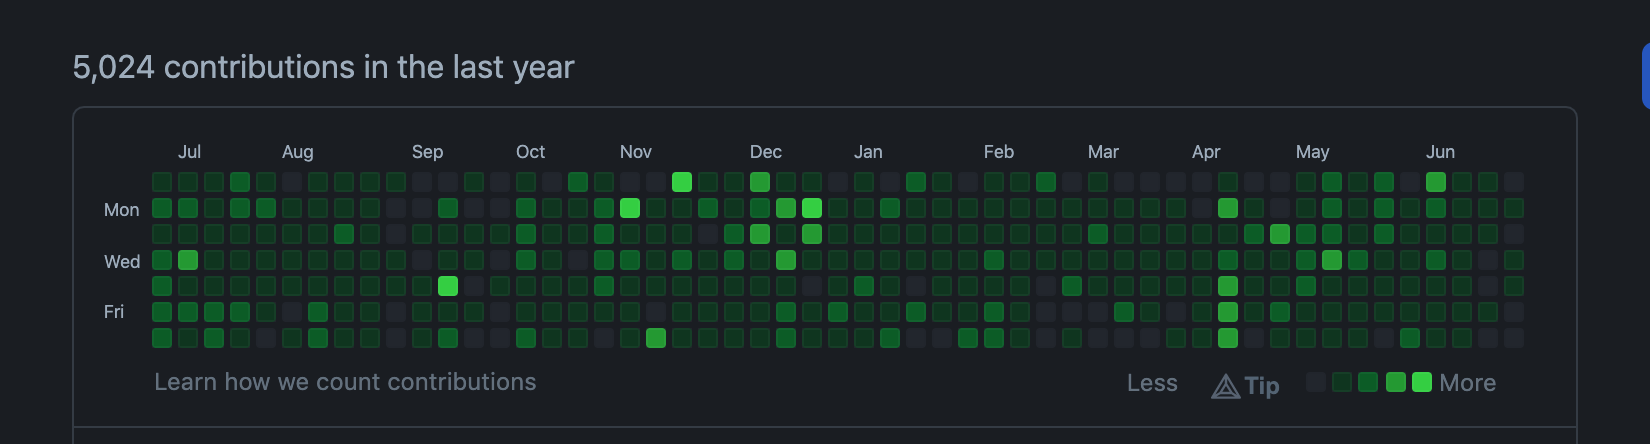 5,024 contributions in the last year
Jul Aug Sep Oct Nov Dec Jan Feb Mar Apr May Jun
Mon
Wed
Fri
Learn how we count contributions
Less Tip More